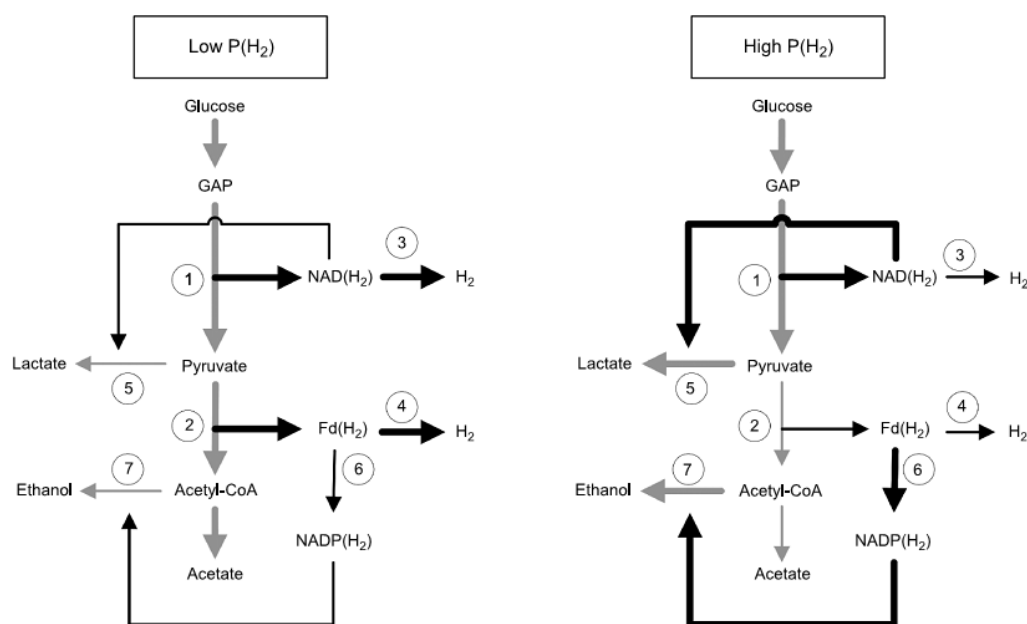 Low P(H₂)
Glucose
GAP
3
1
NAD(H₂)
H₂
Lactate
Pyruvate
5
4
2
Fd(H₂)
H₂
7
6
Ethanol
Acetyl-CoA
NADP(H₂)
Acetate
High P(H₂)
Glucose
GAP
3
1
NAD(H₂)
H₂
Lactate
Pyruvate
5
4
2
Fd(H₂)
H₂
7
6
Ethanol
Acetyl-CoA
NADP(H₂)
Acetate